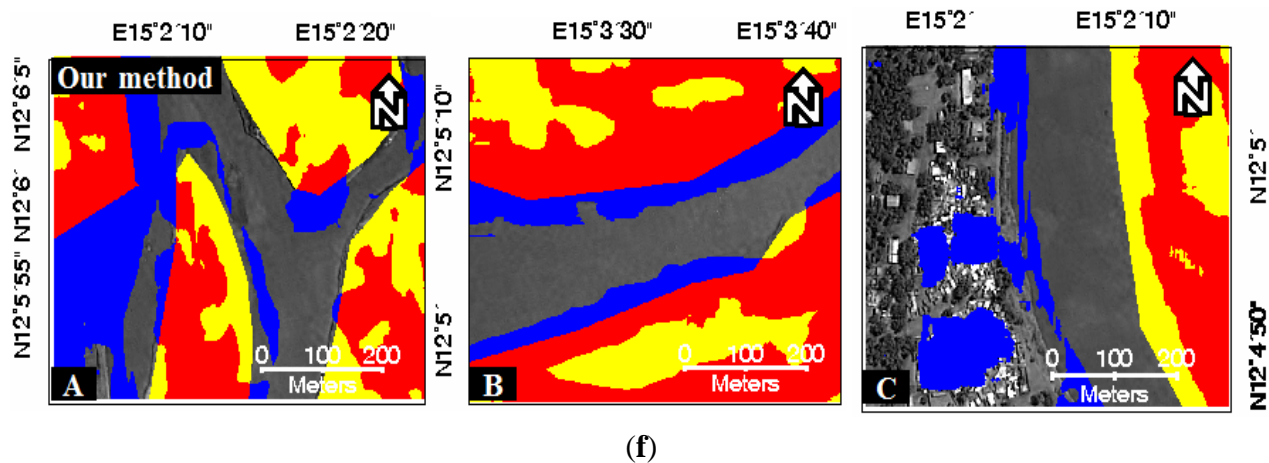 E15°2´10" E15°2´20"
N12°6´5"
N12°6´
N12°5´55"
Our method
N
0 100 200
Meters
A
E15°3´30" E15°3´40"
N12°5´10"
N12°5´
N
0 100 200
Meters
B
E15°2´ E15°2´10"
N
N12°5´
N12°4´50"
0 100 200
Meters
C
(f)